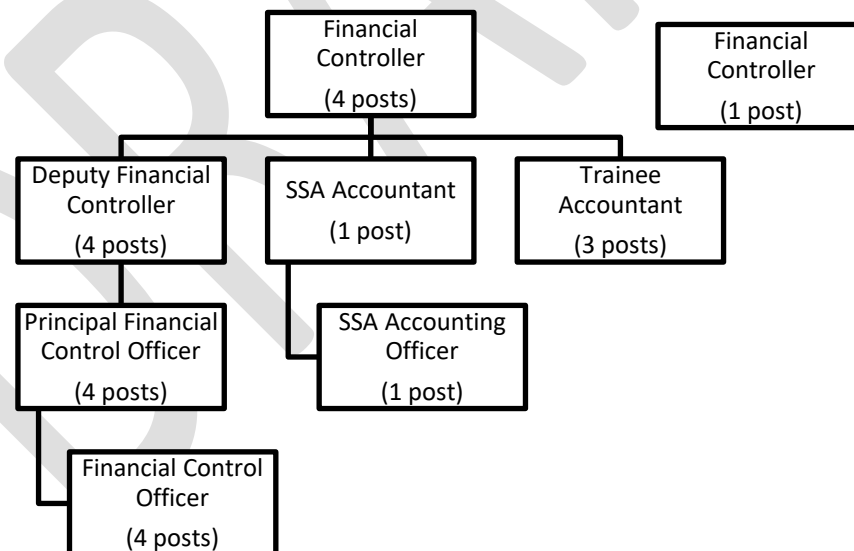 Financial
Controller
(4 posts)
Financial
Controller
(1 post)
Deputy Financial
Controller
(4 posts)
SSA Accountant
(1 post)
Trainee
Accountant
(3 posts)
Principal Financial
Control Officer
(4 posts)
SSA Accounting
Officer
(1 post)
Financial Control
Officer
(4 posts)